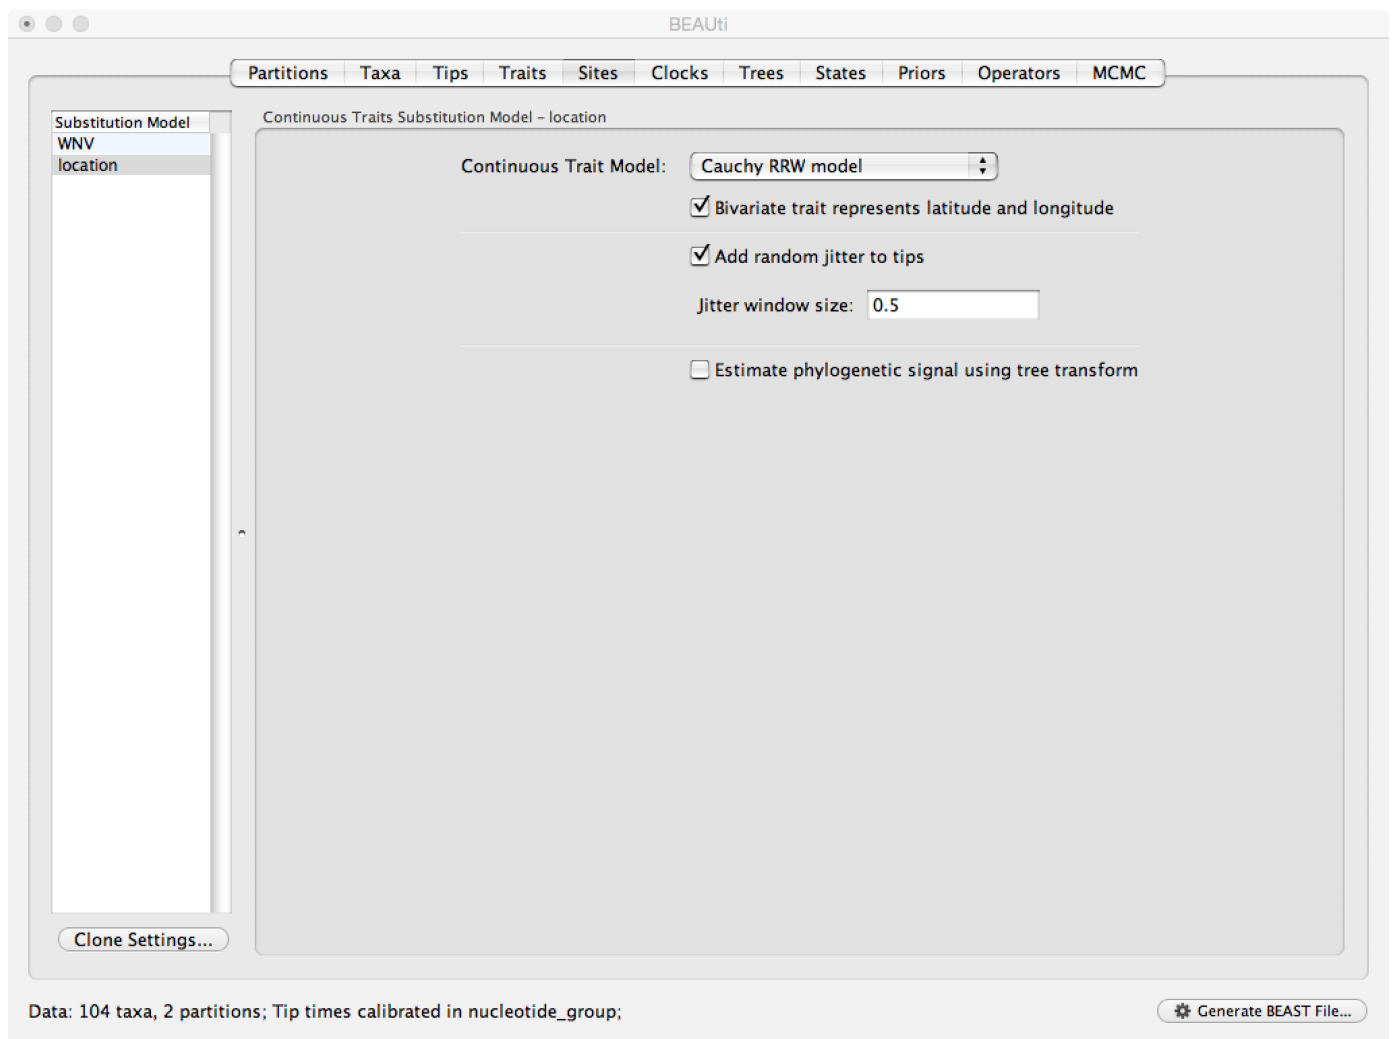 BEAUti
Partitions Taxa Tips Traits Sites Clocks Trees States Priors Operators MCMC
Substitution Model
WNV
location
Continuous Traits Substitution Model – location
Continuous Trait Model: Cauchy RRW model
Bivariate trait represents latitude and longitude
Add random jitter to tips
Jitter window size: 0.5
Estimate phylogenetic signal using tree transform
Clone Settings...
Data: 104 taxa, 2 partitions; Tip times calibrated in nucleotide_group;
Generate BEAST File...